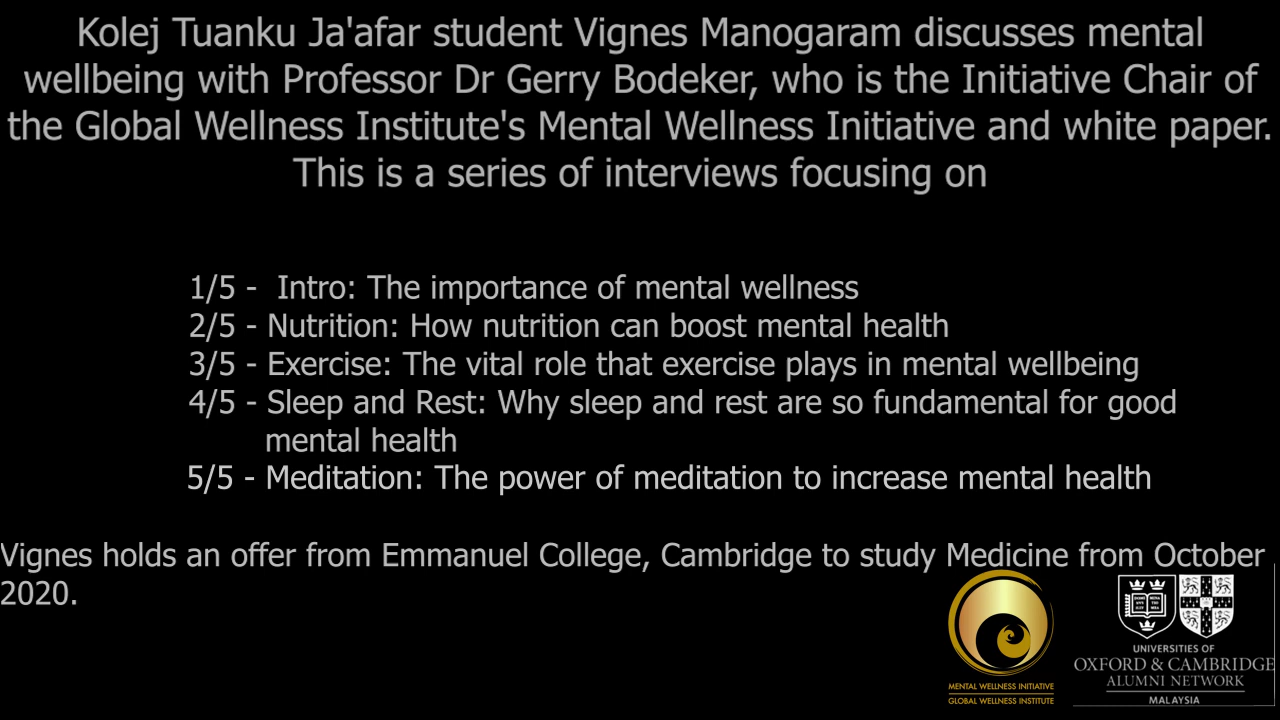 Kolej Tuanku Ja'afar student Vignes Manogaram discusses mental
wellbeing with Professor Dr Gerry Bodeker, who is the Initiative Chair of
the Global Wellness Institute's Mental Wellness Initiative and white paper.
This is a series of interviews focusing on
1/5 - Intro: The importance of mental wellness
2/5 - Nutrition: How nutrition can boost mental health
3/5 - Exercise: The vital role that exercise plays in mental wellbeing
4/5 - Sleep and Rest: Why sleep and rest are so fundamental for good
mental health
5/5 - Meditation: The power of meditation to increase mental health
Vignes holds an offer from Emmanuel College, Cambridge to study Medicine from October
2020.
MENTAL WELLNESS INITIATIVE
GLOBAL WELLNESS INSTITUTE
UNIVERSITIES OF
OXFORD & CAMBRIDGE
ALUMNI NETWORK
MALAYSIA